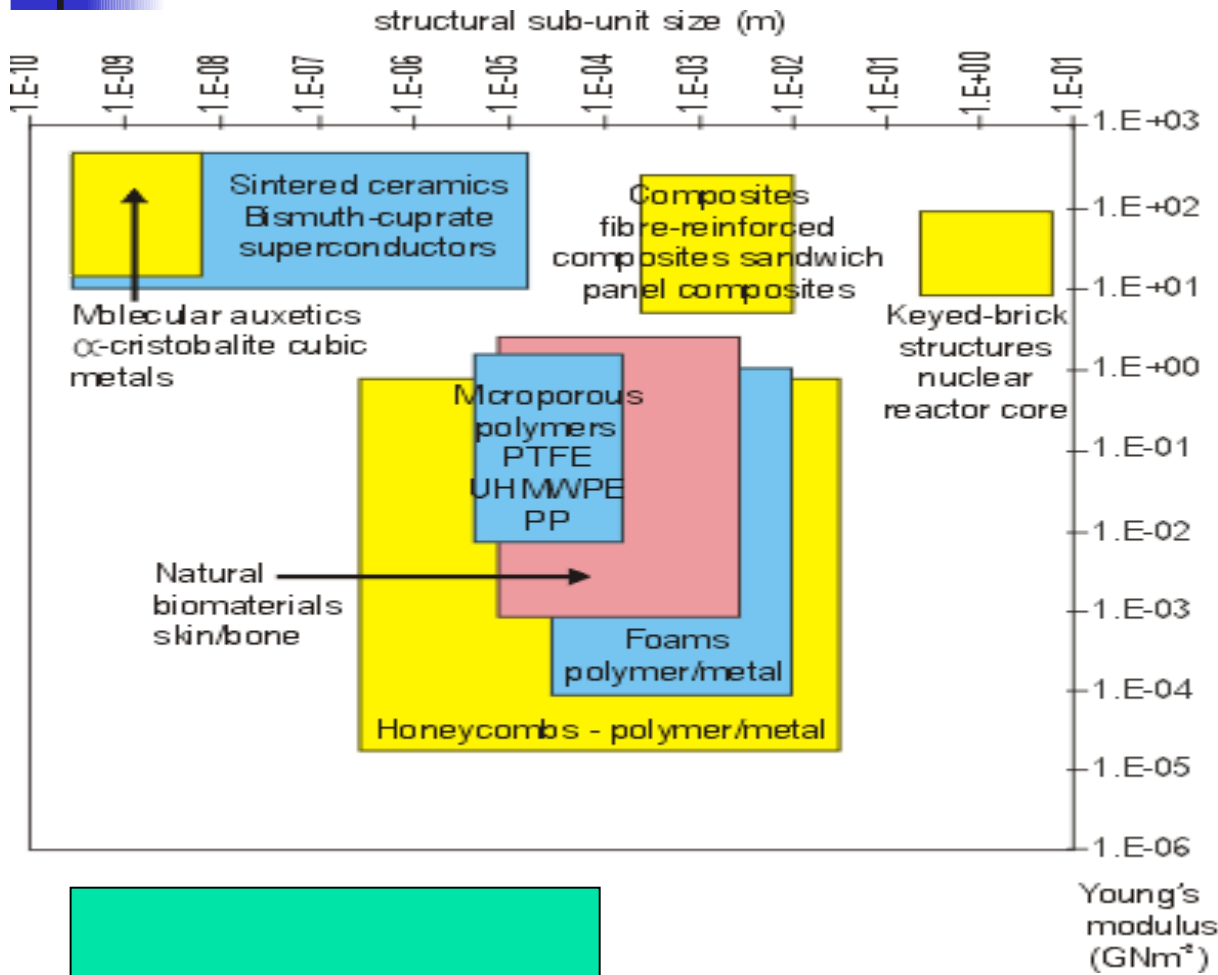 structural sub-unit size (m)
1.E-10
1.E-09
1.E-08
1.E-07
1.E-06
1.E-05
1.E-04
1.E-03
1.E-02
1.E-01
1.E+00
1.E-01
1.E+03
1.E+02
1.E+01
1.E+00
1.E-01
1.E-02
1.E-03
1.E-04
1.E-05
1.E-06
Sintered ceramics
Bismuth-cuprate
superconductors
Composites
fibre-reinforced
composites sandwich
panel composites
Molecular auxetics
α-cristobalite cubic
metals
Keyed-brick
structures
nuclear
reactor core
Mcroporous
polymers
PTFE
UHMWPE
PP
Natural
biomaterials
skin/bone
Foams
polymer/metal
Honeycombs - polymer/metal
Young's
modulus
(GNm⁻²)